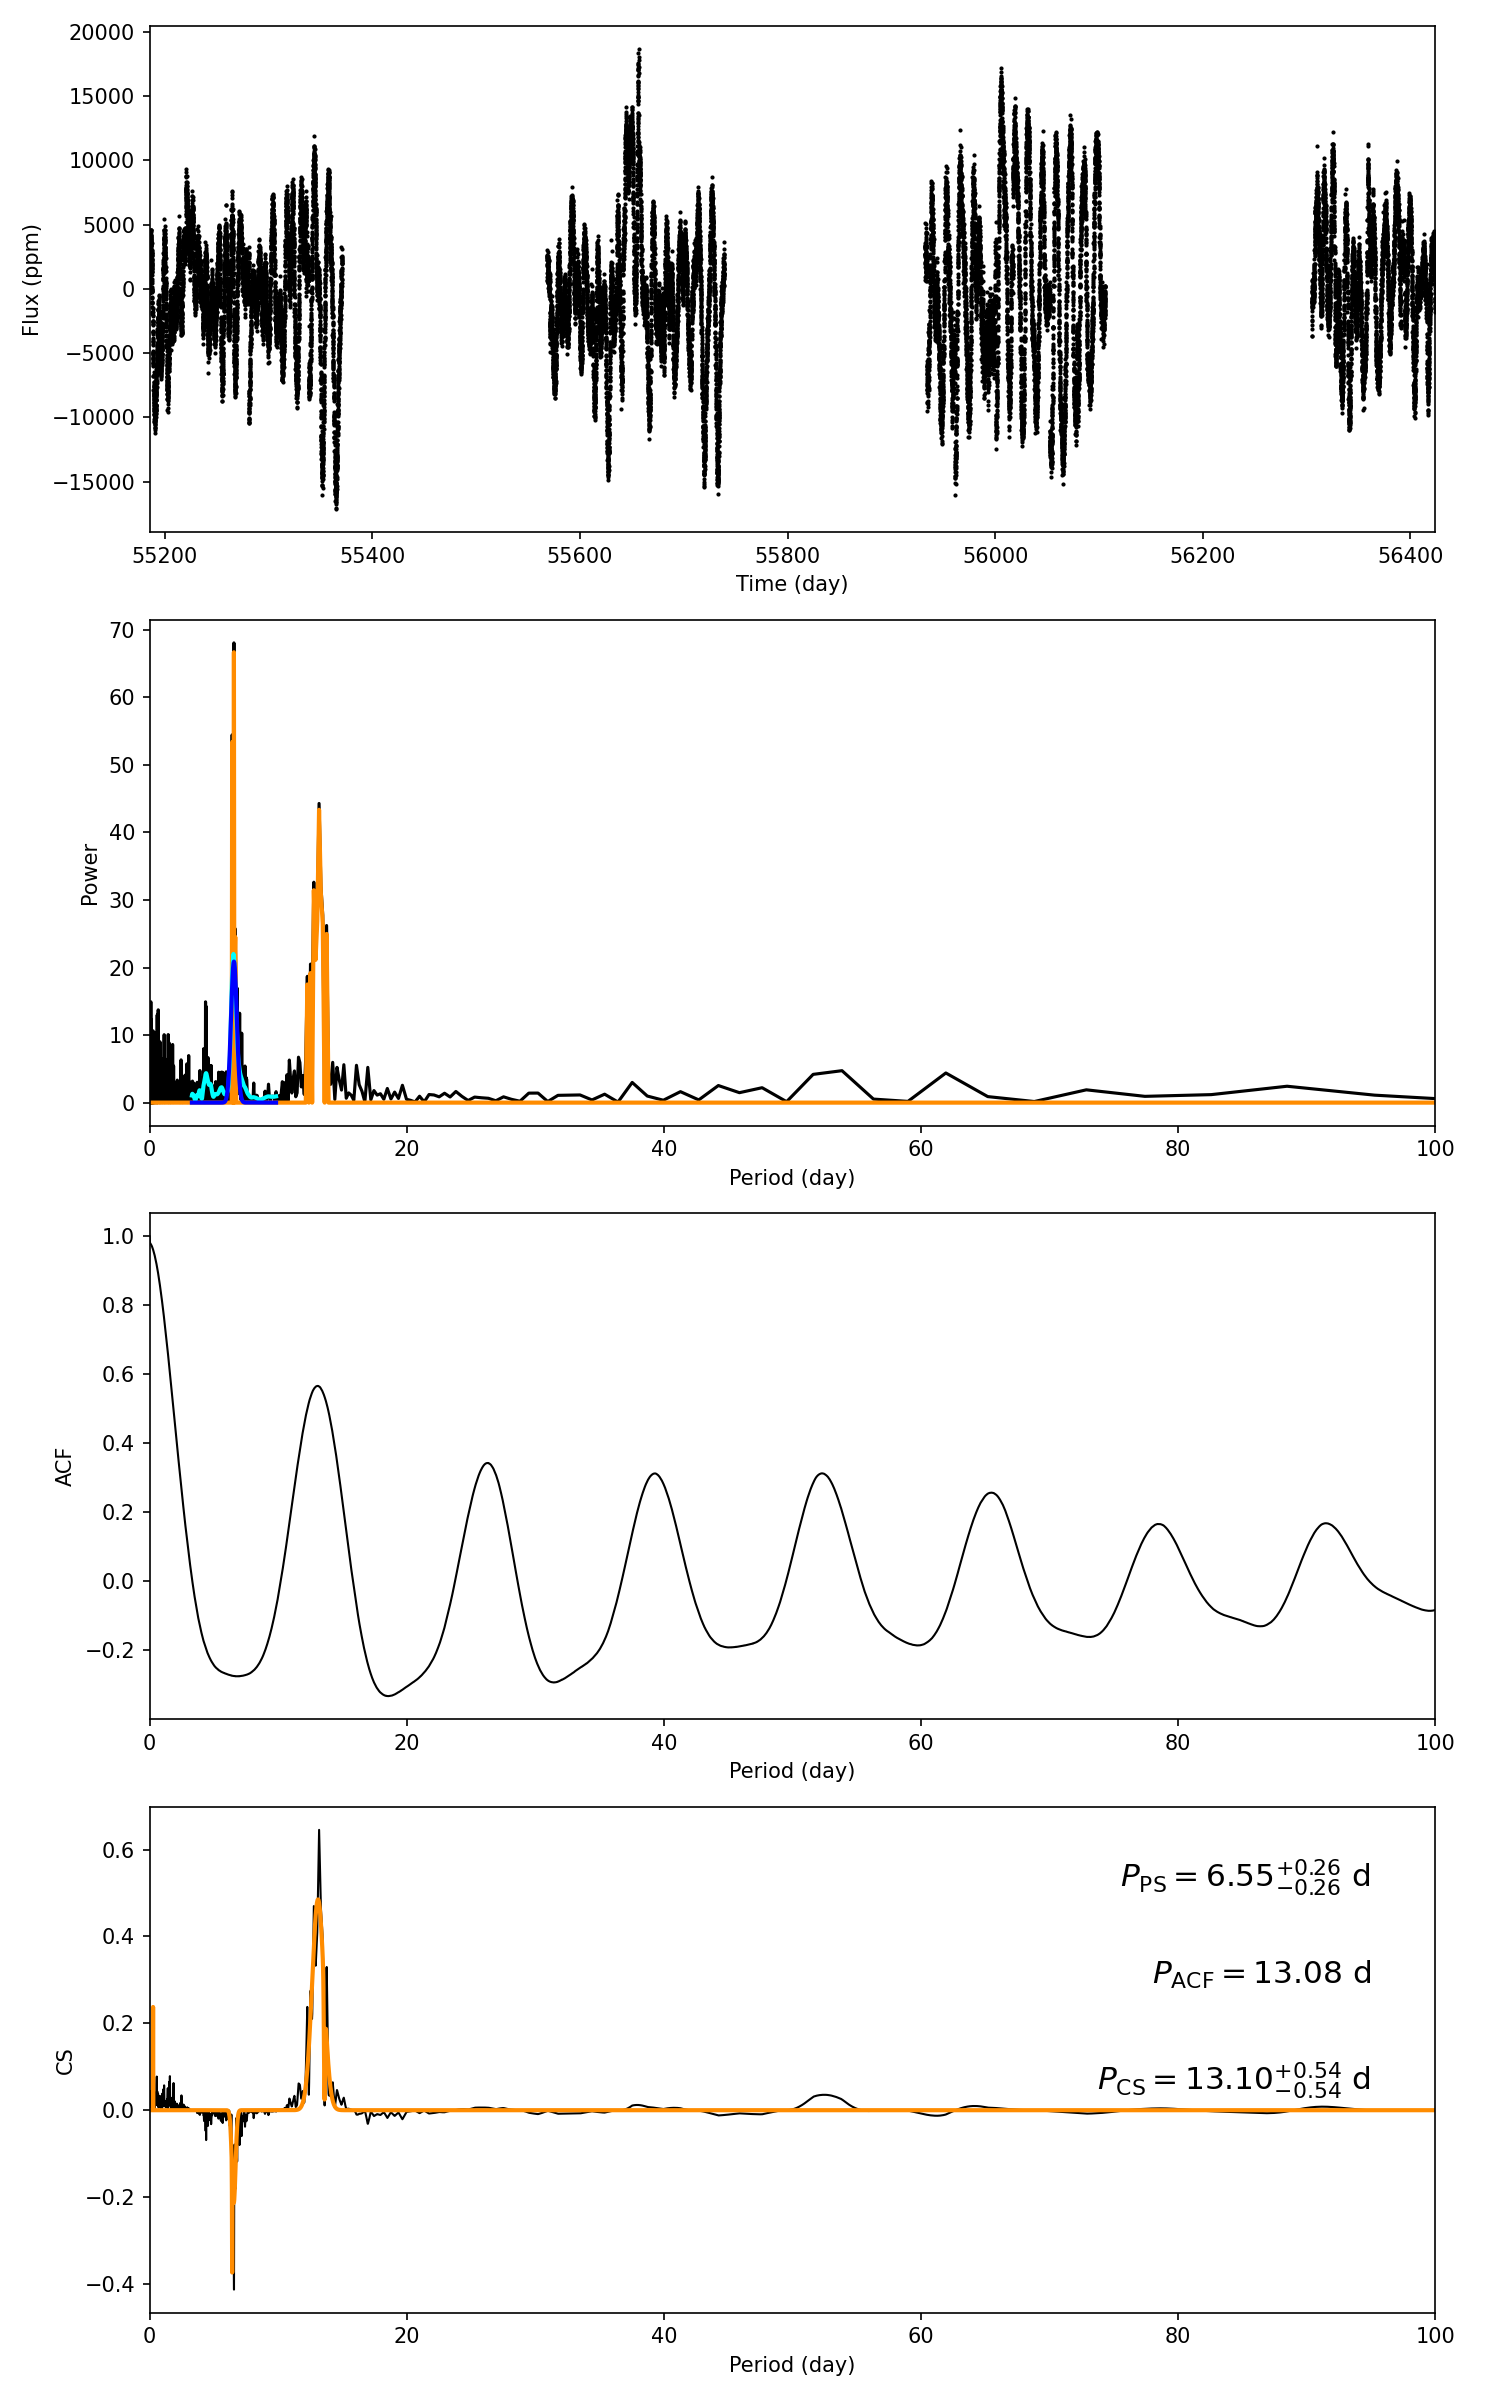 20000
15000
10000
5000
0
−5000
−10000
−15000
Flux (ppm)
55200 55400 55600 55800 56000 56200 56400
Time (day)
70
60
50
40
30
20
10
0
Power
0 20 40 60 80 100
Period (day)
1.0
0.8
0.6
0.4
0.2
0.0
−0.2
ACF
0 20 40 60 80 100
Period (day)
0.6
0.4
0.2
0.0
−0.2
−0.4
CS
P_PS = 6.55 +0.26 −0.26 d
P_ACF = 13.08 d
P_CS = 13.10 +0.54 −0.54 d
0 20 40 60 80 100
Period (day)